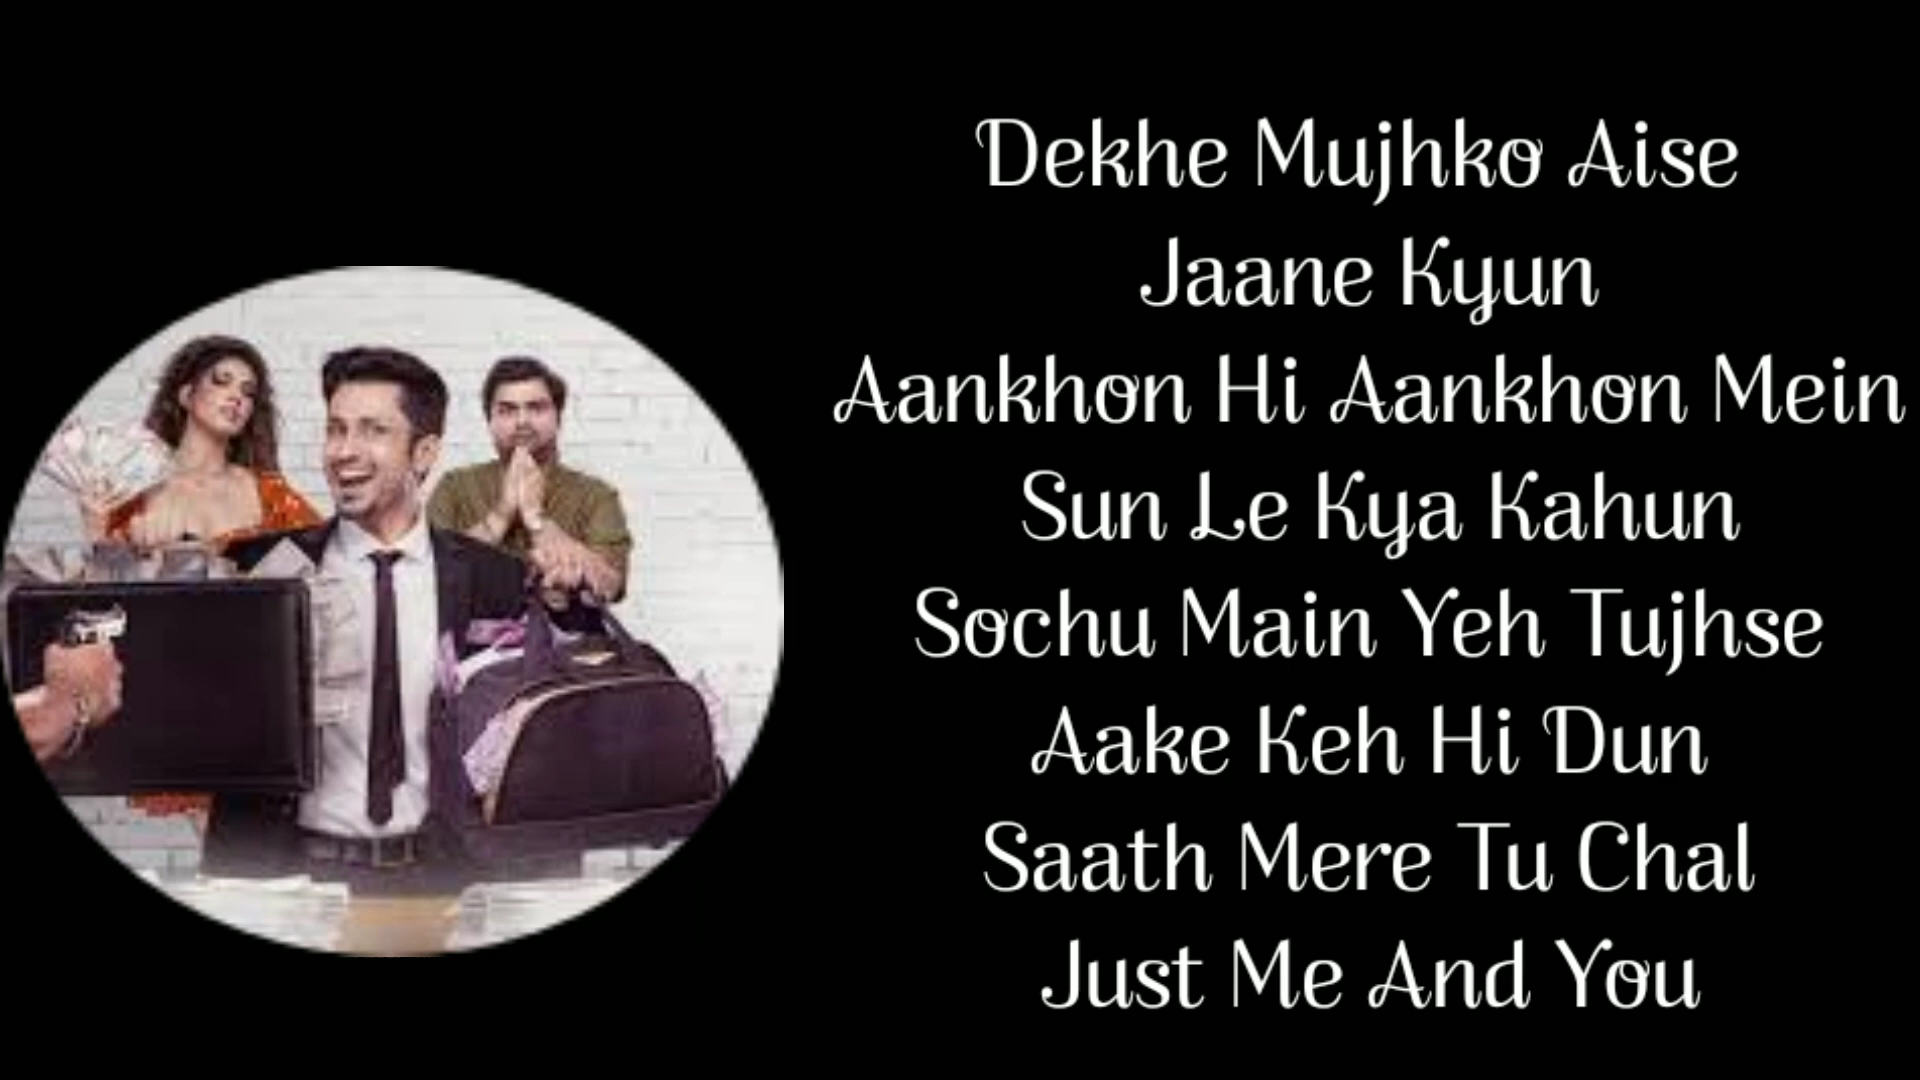 Dekhe Mujhko Aise
Jaane Kyun
Aankhon Hi Aankhon Mein
Sun Le Kya Kahun
Sochu Main Yeh Tujhse
Aake Keh Hi Dun
Saath Mere Tu Chal
Just Me And You